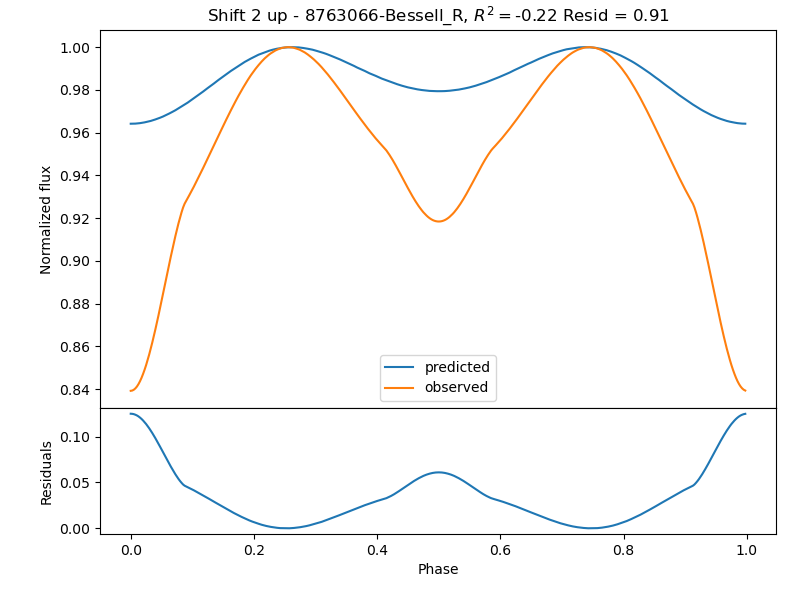 Shift 2 up - 8763066-Bessell_R, R² = -0.22 Resid = 0.91
Normalized flux
1.00
0.98
0.96
0.94
0.92
0.90
0.88
0.86
0.84
predicted
observed
Residuals
0.10
0.05
0.00
0.0 0.2 0.4 0.6 0.8 1.0
Phase